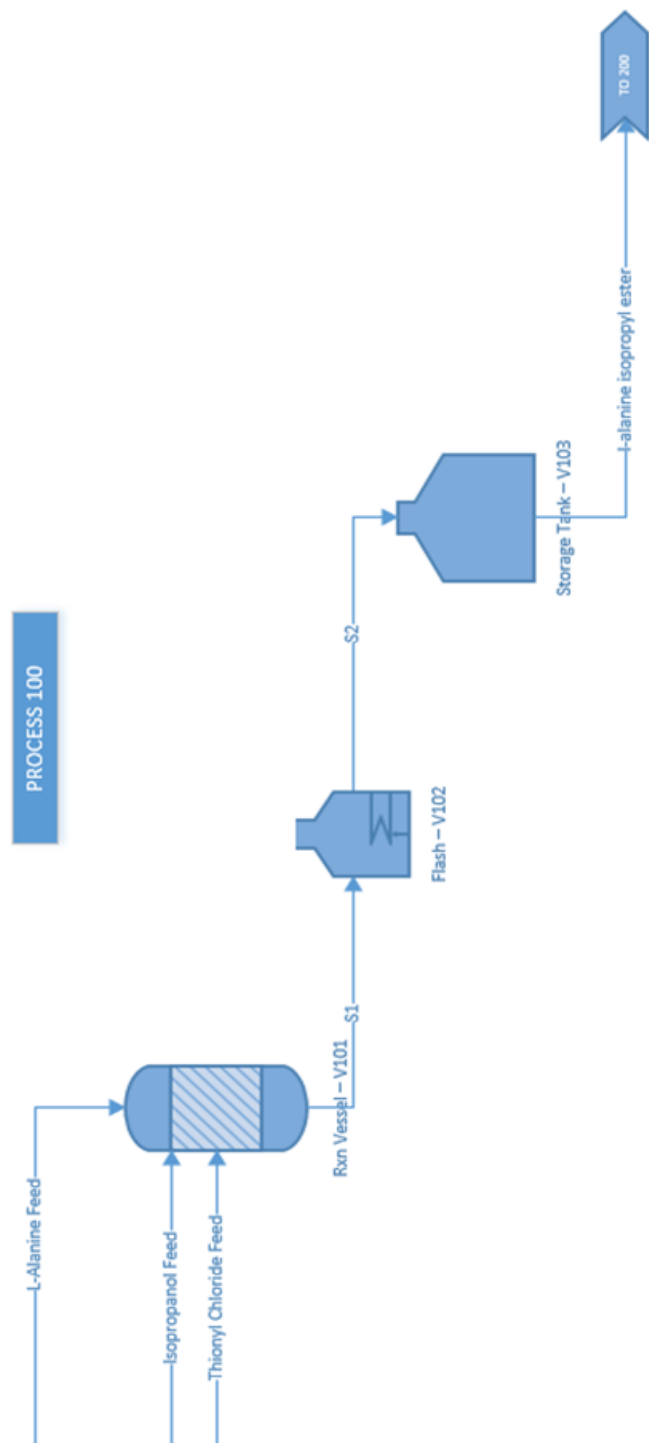 PROCESS 100
L-Alanine Feed
Isopropanol Feed
Thionyl Chloride Feed
Rxn Vessel – V101
S1
Flash – V102
S2
Storage Tank – V103
l-alanine isopropyl ester
TO 200